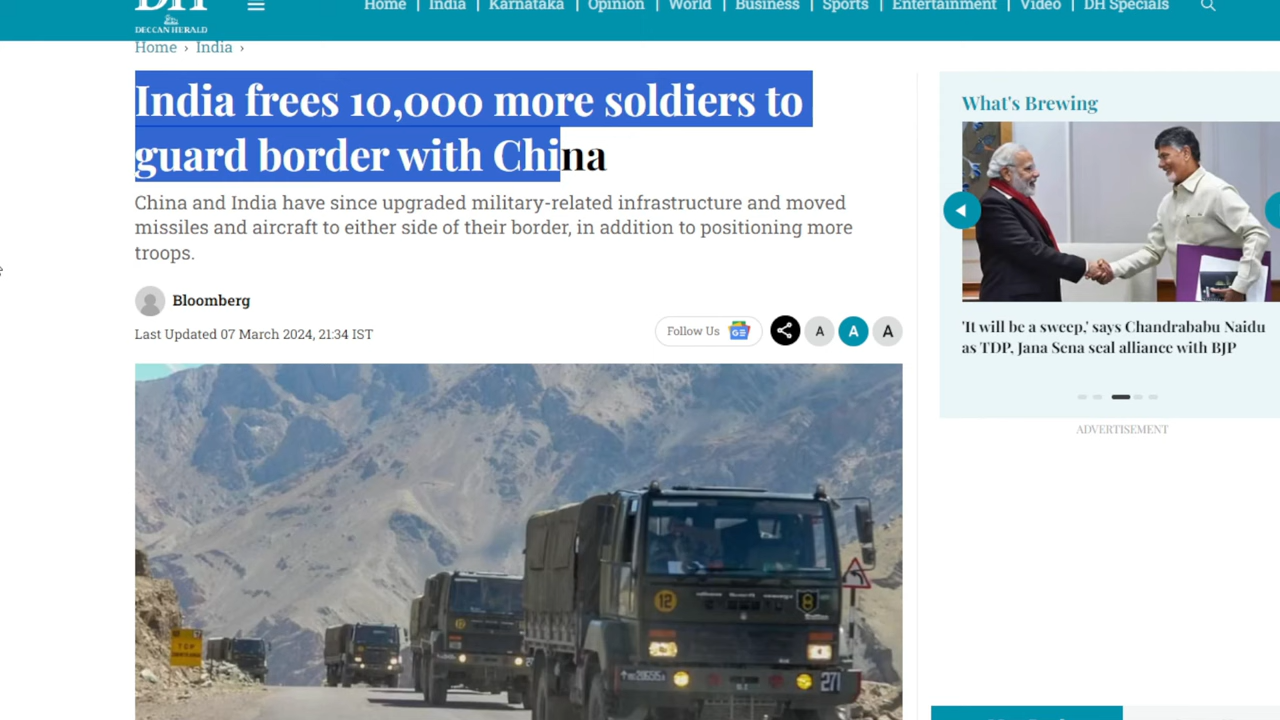 DH
DECCAN HERALD
Home | India | Karnataka | Opinion | World | Business | Sports | Entertainment | Video | DH Specials
Home › India ›
India frees 10,000 more soldiers to
guard border with China
China and India have since upgraded military-related infrastructure and moved
missiles and aircraft to either side of their border, in addition to positioning more
troops.
Bloomberg
Last Updated 07 March 2024, 21:34 IST
Follow Us
A
A
A
12
271
What's Brewing
'It will be a sweep,' says Chandrababu Naidu
as TDP, Jana Sena seal alliance with BJP
ADVERTISEMENT